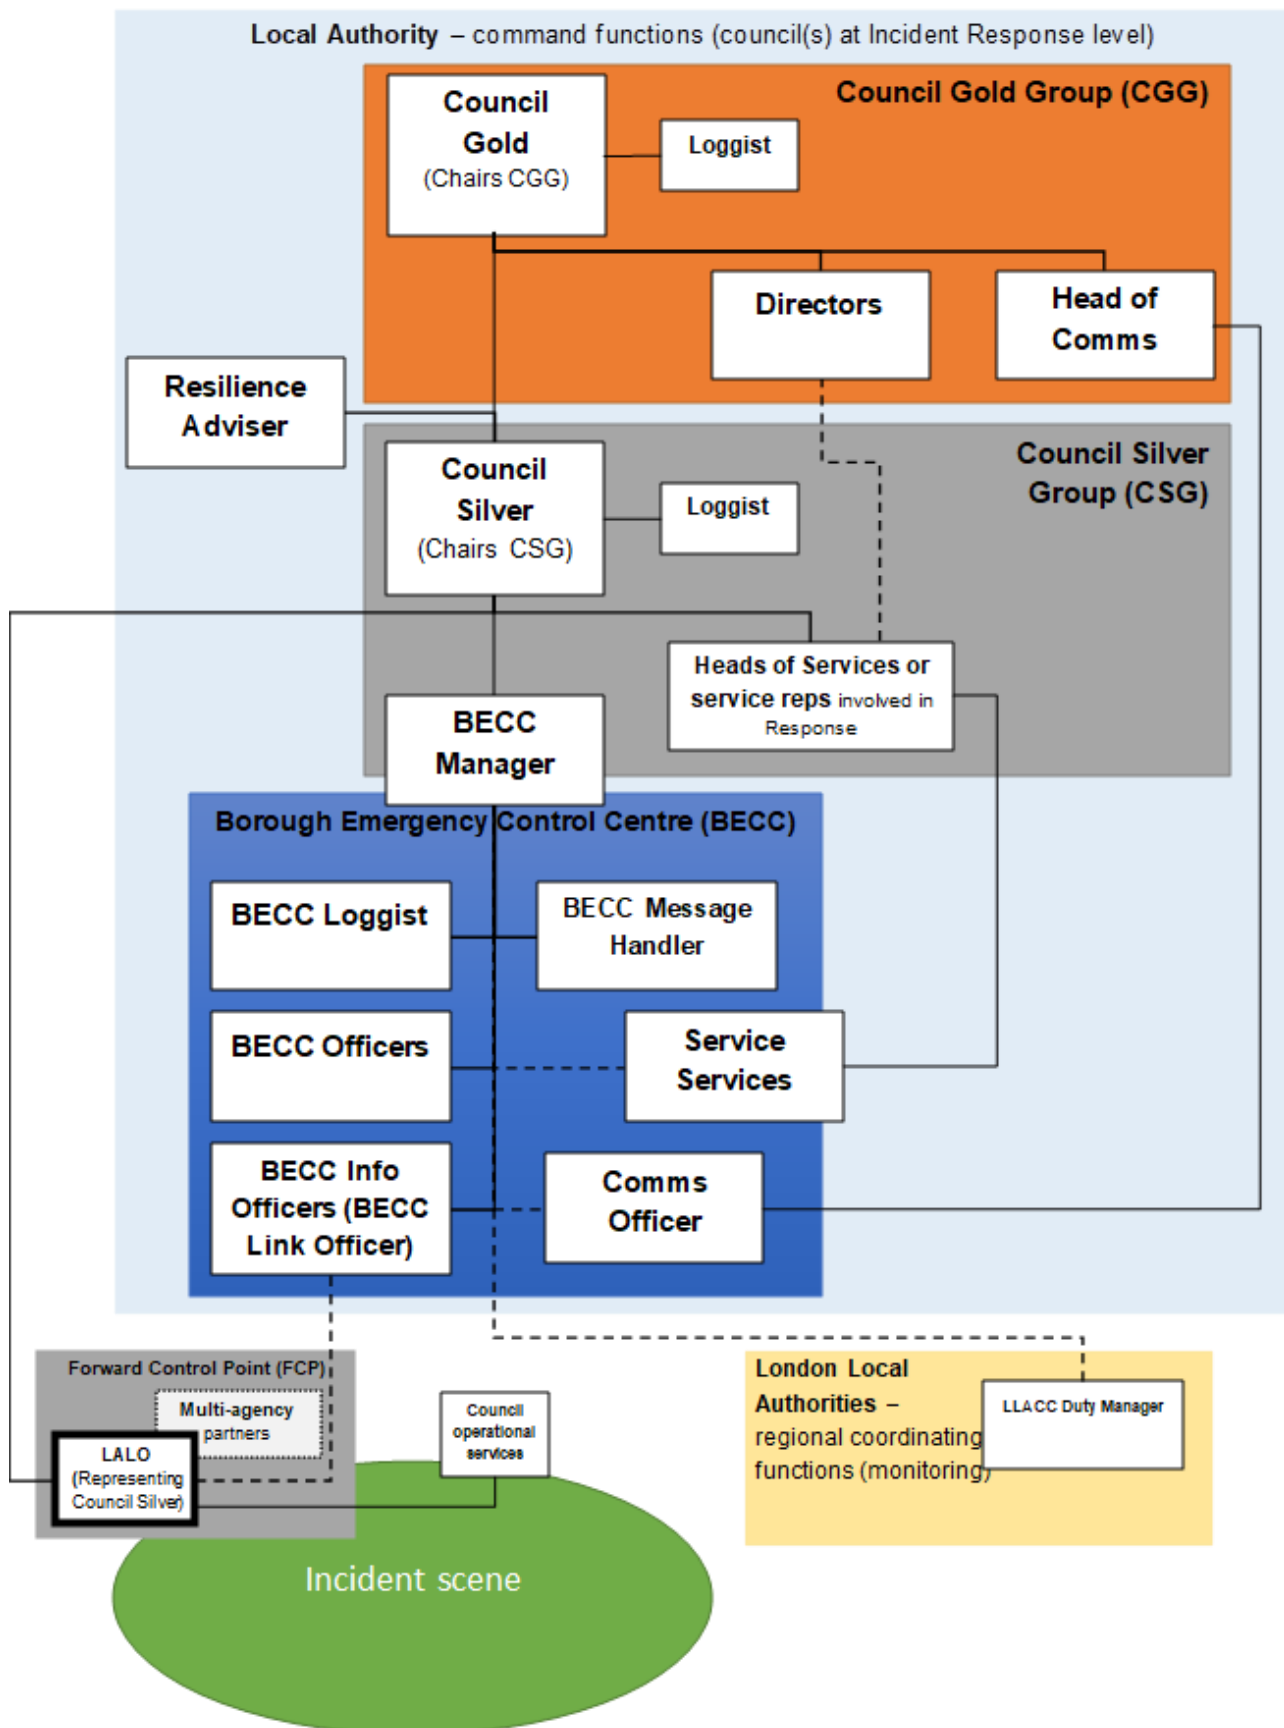 Local Authority – command functions (council(s) at Incident Response level)
Council Gold Group (CGG)
Council
Gold
(Chairs CGG)
Loggist
Directors
Head of
Comms
Resilience
Adviser
Council Silver
Group (CSG)
Council
Silver
(Chairs CSG)
Loggist
Heads of Services or
service reps involved in
Response
BECC
Manager
Borough Emergency Control Centre (BECC)
BECC Loggist
BECC Message
Handler
BECC Officers
Service
Services
BECC Info
Officers (BECC
Link Officer)
Comms
Officer
Forward Control Point (FCP)
Multi-agency
partners
LALO
(Representing
Council Silver)
Council
operational
services
London Local
Authorities –
regional coordinating
functions (monitoring)
LLACC Duty Manager
Incident scene